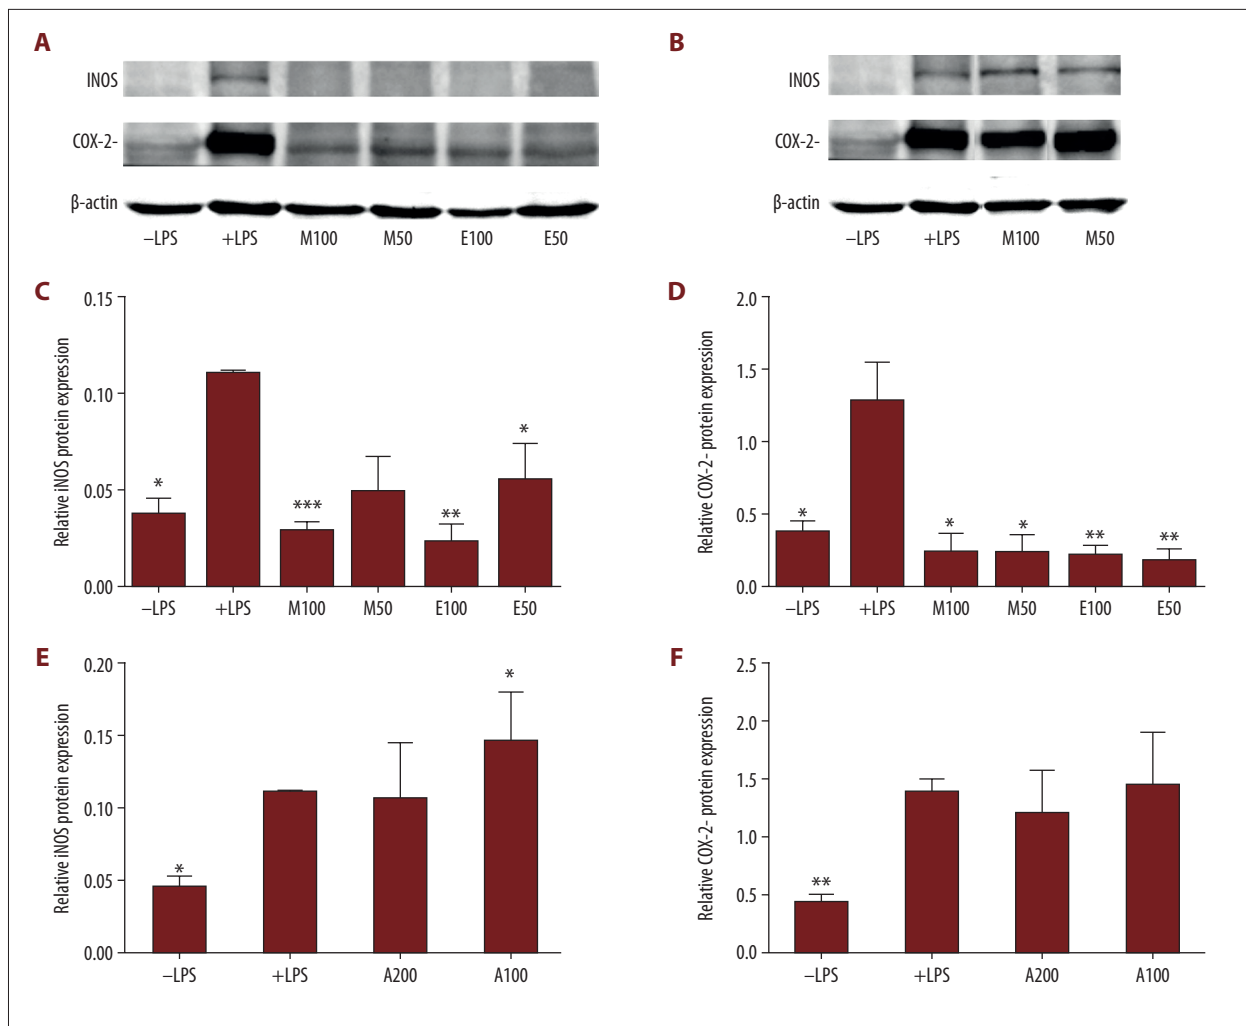 A
INOS
COX-2-
β-actin
–LPS +LPS M100 M50 E100 E50
B
INOS
COX-2-
β-actin
–LPS +LPS M100 M50
C
Relative iNOS protein expression
0.15
0.10
0.05
0.00
* *** ** *
–LPS +LPS M100 M50 E100 E50
D
Relative COX-2- protein expression
2.0
1.5
1.0
0.5
0.0
* * * ** **
–LPS +LPS M100 M50 E100 E50
E
Relative iNOS protein expression
0.20
0.15
0.10
0.05
0.00
* *
–LPS +LPS A200 A100
F
Relative COX-2- protein expression
2.5
2.0
1.5
1.0
0.5
0.0
**
–LPS +LPS A200 A100